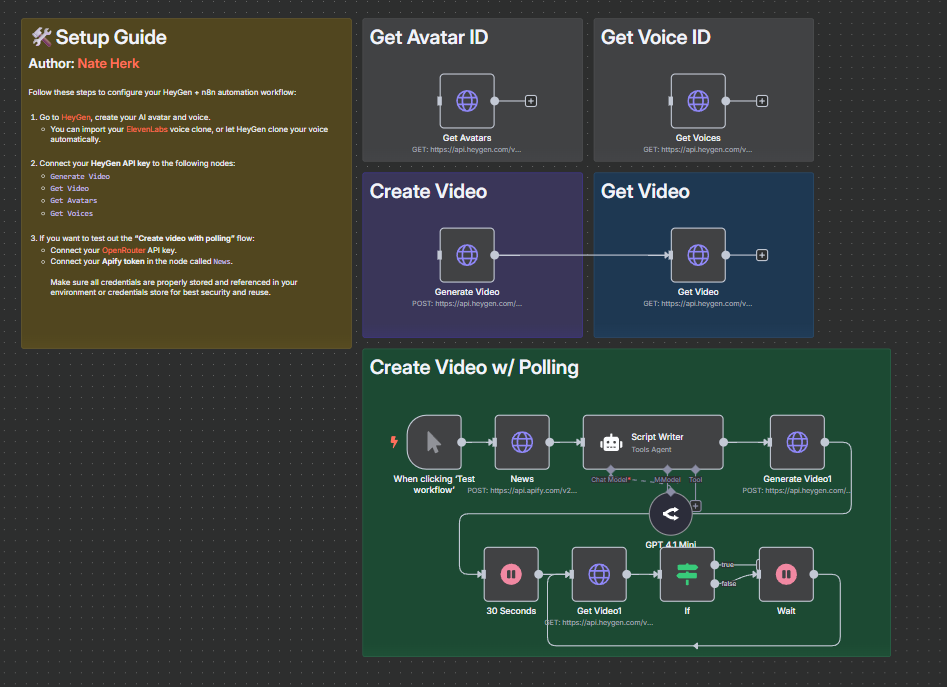 🛠 Setup Guide
Author: Nate Herk
Follow these steps to configure your HeyGen + n8n automation workflow:
1. Go to HeyGen, create your AI avatar and voice.
You can import your ElevenLabs voice clone, or let HeyGen clone your voice
automatically.
2. Connect your HeyGen API key to the following nodes:
Generate Video
Get Video
Get Avatars
Get Voices
3. If you want to test out the “Create video with polling” flow:
Connect your OpenRouter API key.
Connect your Apify token in the node called News.
Make sure all credentials are properly stored and referenced in your
environment or credentials store for best security and reuse.
Get Avatar ID
Get Avatars
GET: https://api.heygen.com/v...
Get Voice ID
Get Voices
GET: https://api.heygen.com/v...
Create Video
Generate Video
POST: https://api.heygen.com/...
Get Video
Get Video
GET: https://api.heygen.com/v...
Create Video w/ Polling
When clicking ‘Test
workflow’
News
POST: https://api.apify.com/v2...
Script Writer
Tools Agent
Chat Model*
Model
Tool
Generate Video1
POST: https://api.heygen.com/...
GPT 4.1 Mini
30 Seconds
Get Video1
GET: https://api.heygen.com/v...
If
true
false
Wait